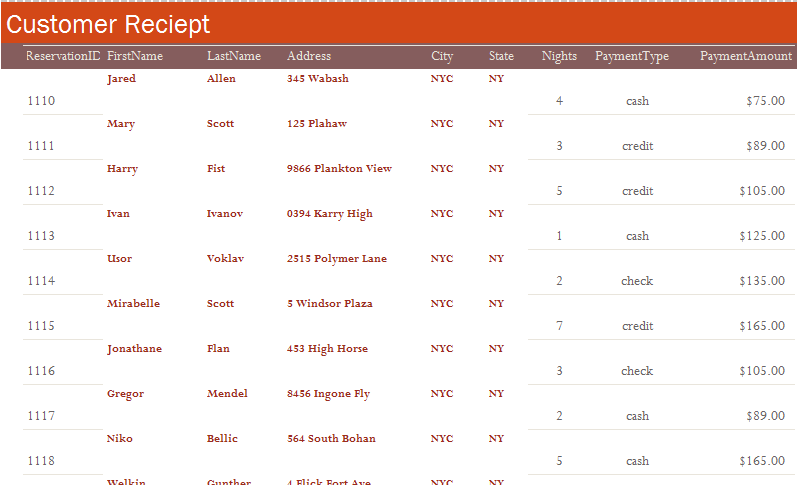 Customer Reciept
ReservationID FirstName LastName Address City State Nights PaymentType PaymentAmount
Jared Allen 345 Wabash NYC NY
1110 4 cash $75.00
Mary Scott 125 Plahaw NYC NY
1111 3 credit $89.00
Harry Fist 9866 Plankton View NYC NY
1112 5 credit $105.00
Ivan Ivanov 0394 Karry High NYC NY
1113 1 cash $125.00
Usor Voklav 2515 Polymer Lane NYC NY
1114 2 check $135.00
Mirabelle Scott 5 Windsor Plaza NYC NY
1115 7 credit $165.00
Jonathane Flan 453 High Horse NYC NY
1116 3 check $105.00
Gregor Mendel 8456 Ingone Fly NYC NY
1117 2 cash $89.00
Niko Bellic 564 South Bohan NYC NY
1118 5 cash $165.00
Welkin Gunther 4 Flick Fort Ave NYC NY